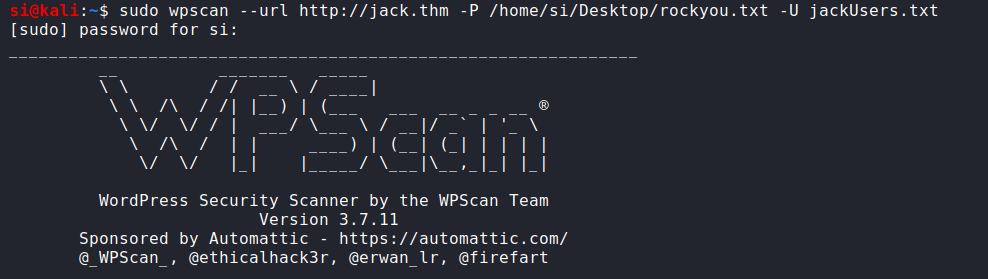 si@kali:~$ sudo wpscan --url http://jack.thm -P /home/si/Desktop/rockyou.txt -U jackUsers.txt
[sudo] password for si:
_______________________________________________________________
WPScan ®
WordPress Security Scanner by the WPScan Team
Version 3.7.11
Sponsored by Automattic - https://automattic.com/
@_WPScan_, @ethicalhack3r, @erwan_lr, @firefart